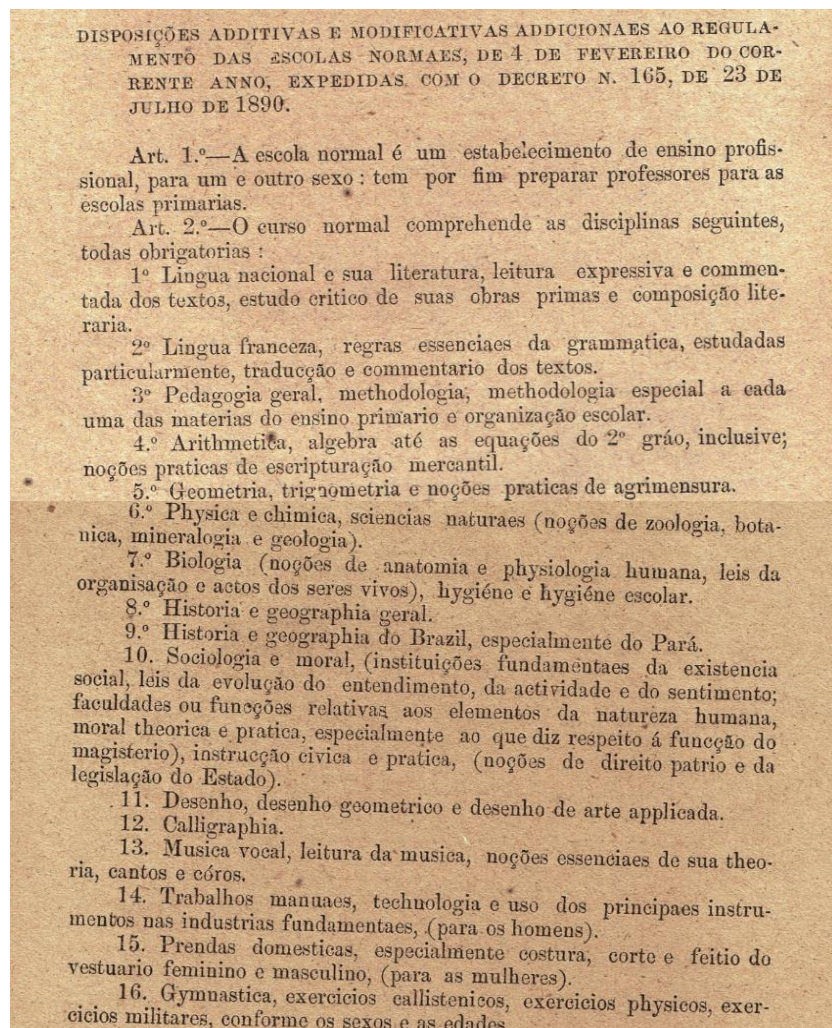 DISPOSIÇÕES ADDITIVAS E MODIFICATIVAS ADDICIONAES AO REGULA-
MENTO DAS ESCOLAS NORMAES, DE 4 DE FEVEREIRO DO COR-
RENTE ANNO, EXPEDIDAS COM O DECRETO N. 165, DE 23 DE
JULHO DE 1890.
Art. 1.º—A escola normal é um estabelecimento de ensino profis-
sional, para um e outro sexo : tem por fim preparar professores para as
escolas primarias.
Art. 2.º—O curso normal comprehende as disciplinas seguintes,
todas obrigatorias :
1º Lingua nacional e sua literatura, leitura expressiva e commen-
tada dos textos, estudo critico de suas obras primas e composição lite-
raria.
2º Lingua franceza, regras essenciaes da grammatica, estudadas
particularmente, traducção e commentario dos textos.
3º Pedagogia geral, methodologia, methodologia especial a cada
uma das materias do ensino primario e organização escolar.
4.º Arithmetica, algebra até as equações do 2º gráo, inclusive;
noções praticas de escripturação mercantil.
5.º Geometria, trignometria e noções praticas de agrimensura.
6.º Physica e chimica, sciencias naturaes (noções de zoologia, bota-
nica, mineralogia e geologia).
7.º Biologia (noções de anatomia e physiologia humana, leis da
organisação e actos dos seres vivos), hygiéne e hygiéne escolar.
8.º Historia e geographia geral.
9.º Historia e geographia do Brazil, especialmente do Pará.
10. Sociologia e moral, (instituições fundamentaes da existencia
social, leis da evolução do entendimento, da actividade e do sentimento;
faculdades ou funcções relativas aos elementos da natureza humana,
moral theorica e pratica, especialmente ao que diz respeito á funcção do
magisterio), instrucção civica e pratica, (noções de direito patrio e da
legislação do Estado).
11. Desenho, desenho geometrico e desenho de arte applicada.
12. Calligraphia.
13. Musica vocal, leitura da musica, noções essenciaes de sua theo-
ria, cantos e córos.
14. Trabalhos manuaes, technologia e uso dos principaes instru-
mentos nas industrias fundamentaes, (para os homens).
15. Prendas domesticas, especialmente costura, corte e feitio do
vestuario feminino e masculino, (para as mulheres).
16. Gymnastica, exercicios callistenicos, exercicios physicos, exer-
cicios militares, conforme os sexos e as edades